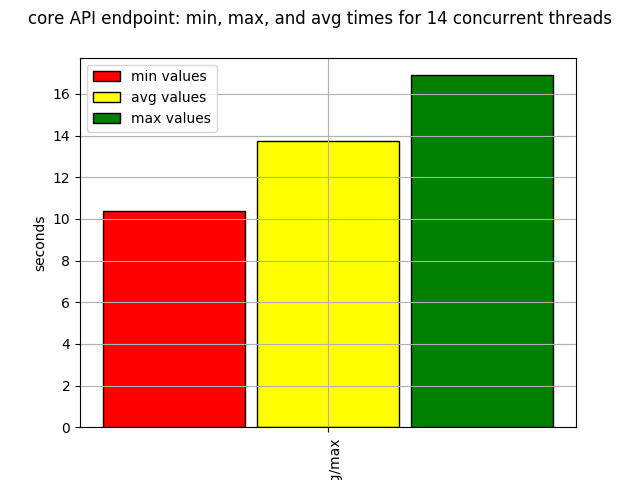 core API endpoint: min, max, and avg times for 14 concurrent threads
min values
avg values
max values
16
14
12
10
8
6
4
2
0
seconds
g/max